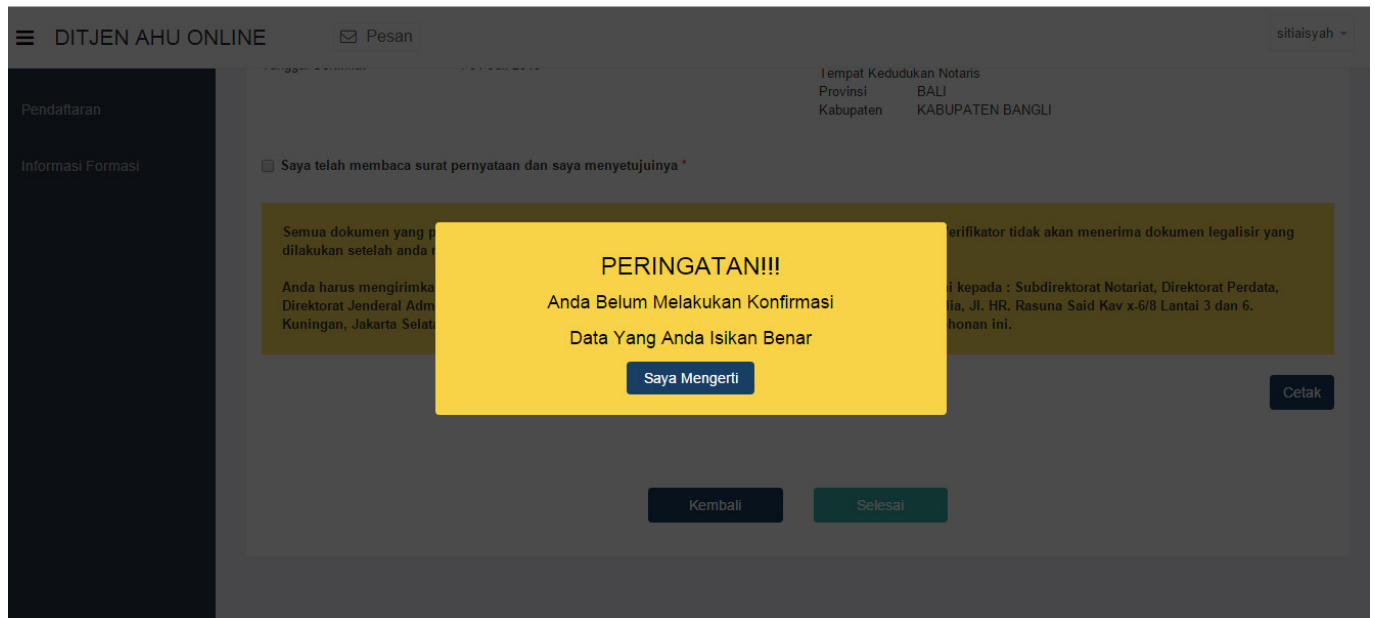 DITJEN AHU ONLINE
Pesan
sitiaisyah
Pendaftaran
Informasi Formasi
Tempat Kedudukan Notaris
Provinsi BALI
Kabupaten KABUPATEN BANGLI
Saya telah membaca surat pernyataan dan saya menyetujuinya *
Semua dokumen yang erifikator tidak akan menerima dokumen legalisir yang
dilakukan setelah anda
Anda harus mengirimka kepada : Subdirektorat Notariat, Direktorat Perdata,
Direktorat Jenderal Adm Jl. HR. Rasuna Said Kav x-6/8 Lantai 3 dan 6.
Kuningan, Jakarta Selat honan ini.
PERINGATAN!!!
Anda Belum Melakukan Konfirmasi
Data Yang Anda Isikan Benar
Saya Mengerti
Cetak
Kembali
Selesai